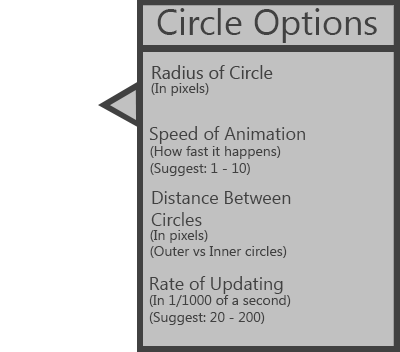 Circle Options
Radius of Circle
(In pixels)
Speed of Animation
(How fast it happens)
(Suggest: 1 - 10)
Distance Between
Circles
(In pixels)
(Outer vs Inner circles)
Rate of Updating
(In 1/1000 of a second)
(Suggest: 20 - 200)